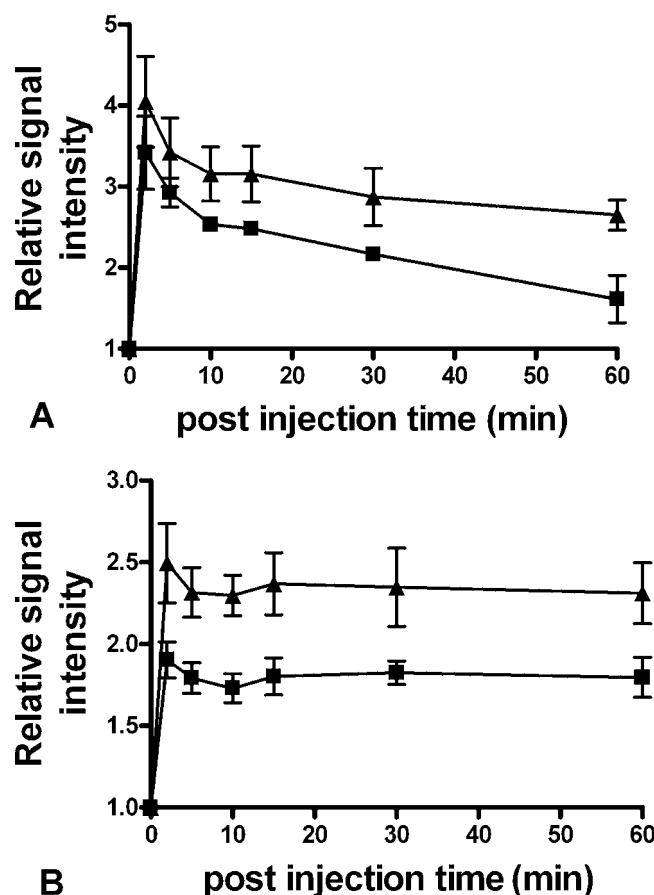 5
4
3
2
1
Relative signal
intensity
0 10 20 30 40 50 60
post injection time (min)
A
3.0
2.5
2.0
1.5
1.0
Relative signal
intensity
0 10 20 30 40 50 60
post injection time (min)
B